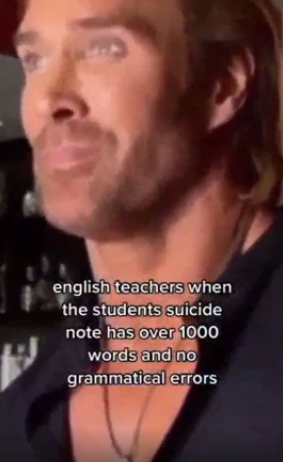 english teachers when
the students suicide
note has over 1000
words and no
grammatical errors